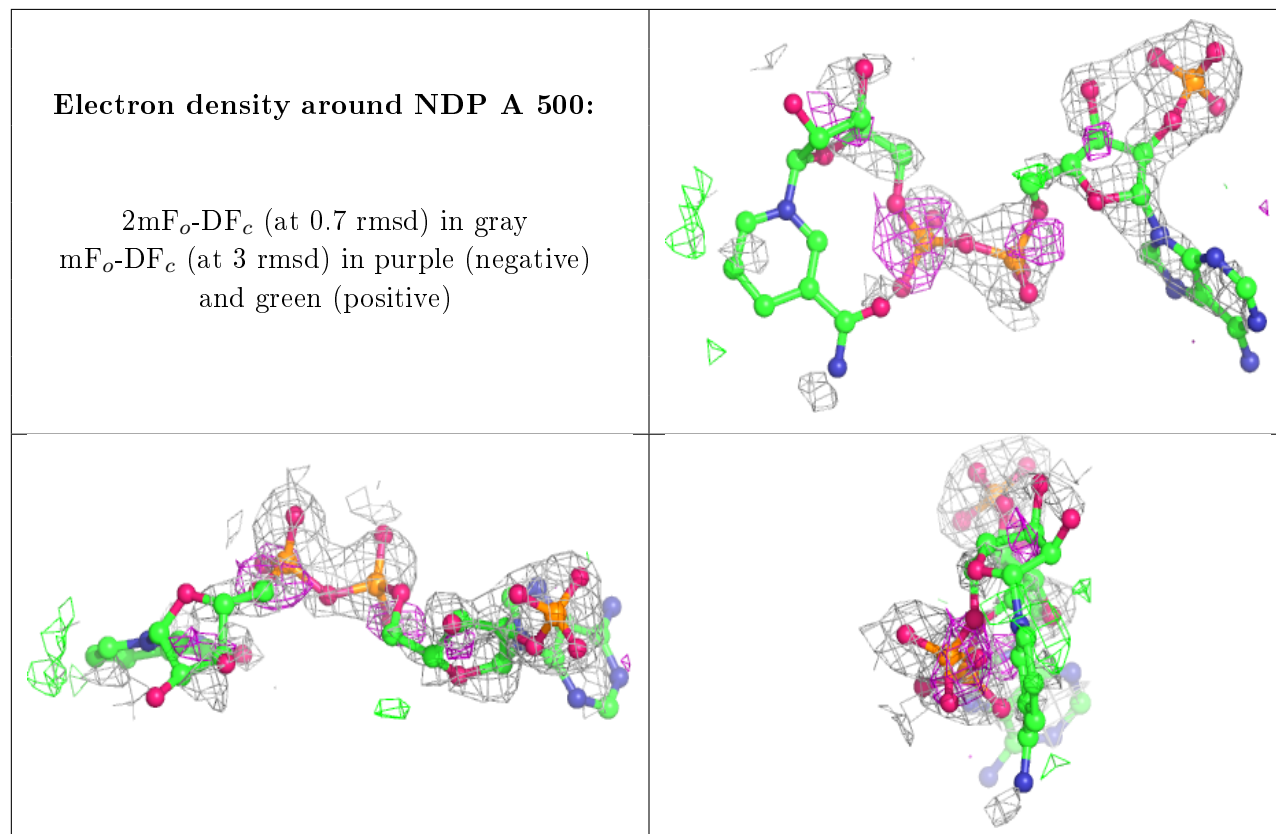 Electron density around NDP A 500:
2mFo-DFc (at 0.7 rmsd) in gray
mFo-DFc (at 3 rmsd) in purple (negative)
and green (positive)